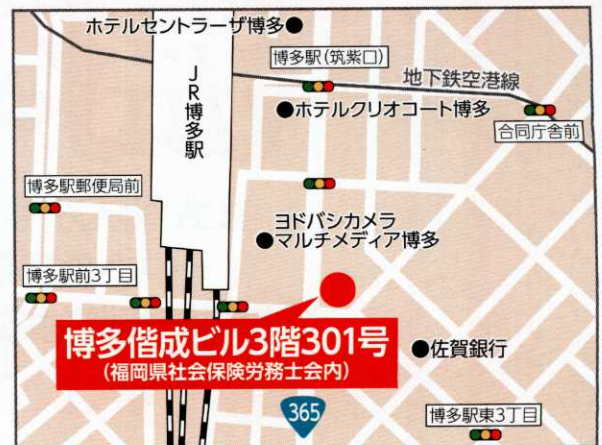 ホテルセントラーザ博多
博多駅(筑紫口)
地下鉄空港線
JR博多駅
ホテルクリオコート博多
合同庁舎前
博多駅郵便局前
ヨドバシカメラ
マルチメディア博多
博多駅前3丁目
博多偕成ビル3階301号
(福岡県社会保険労務士会内)
佐賀銀行
365
博多駅東3丁目